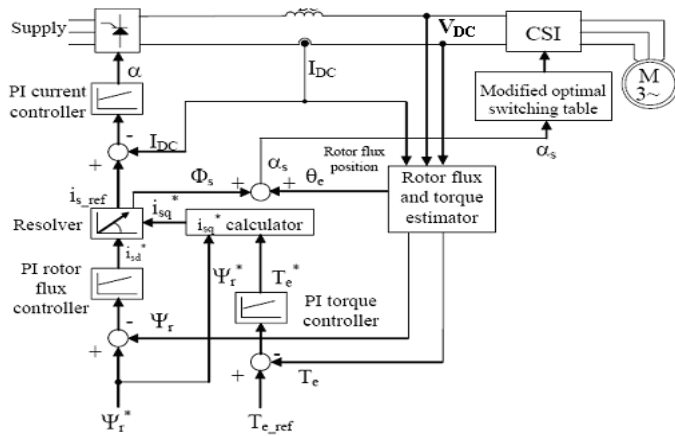 Supply
V_DC
CSI
I_DC
M
3~
α
PI current
controller
Modified optimal
switching table
-
+
I_DC
α_s
α_s
Rotor flux
position
i_s_ref
Φ_s
+
+
θ_e
Rotor flux
and torque
estimator
Resolver
i_sq*
i_sq* calculator
i_sd*
PI rotor
flux
controller
Ψ_r*
T_e*
PI torque
controller
-
Ψ_r
+
-
+
T_e
Ψ_r*
T_e_ref